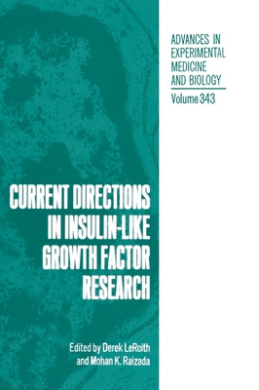 ADVANCES IN
EXPERIMENTAL
MEDICINE
AND BIOLOGY
Volume 343
CURRENT DIRECTIONS
IN INSULIN-LIKE
GROWTH FACTOR
RESEARCH
Edited by Derek LeRoith
and Mohan K. Raizada